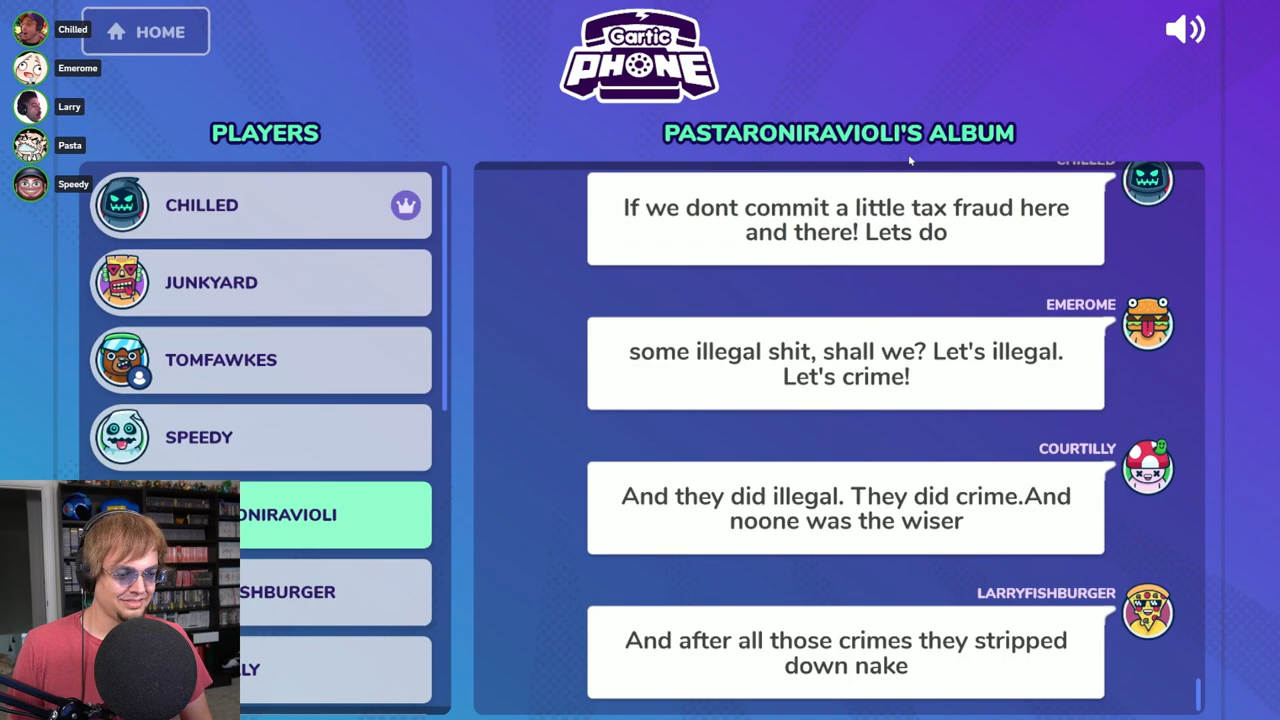 Chilled
HOME
Gartic
PHONE
Emerome
Larry
Pasta
Speedy
PLAYERS
CHILLED
JUNKYARD
TOMFAWKES
SPEEDY
ONIRAVIOLI
SHBURGER
LY
PASTARONIRAVIOLI'S ALBUM
CHILLED
If we dont commit a little tax fraud here
and there! Lets do
EMEROME
some illegal shit, shall we? Let's illegal.
Let's crime!
COURTILLY
And they did illegal. They did crime.And
noone was the wiser
LARRYFISHBURGER
And after all those crimes they stripped
down nake